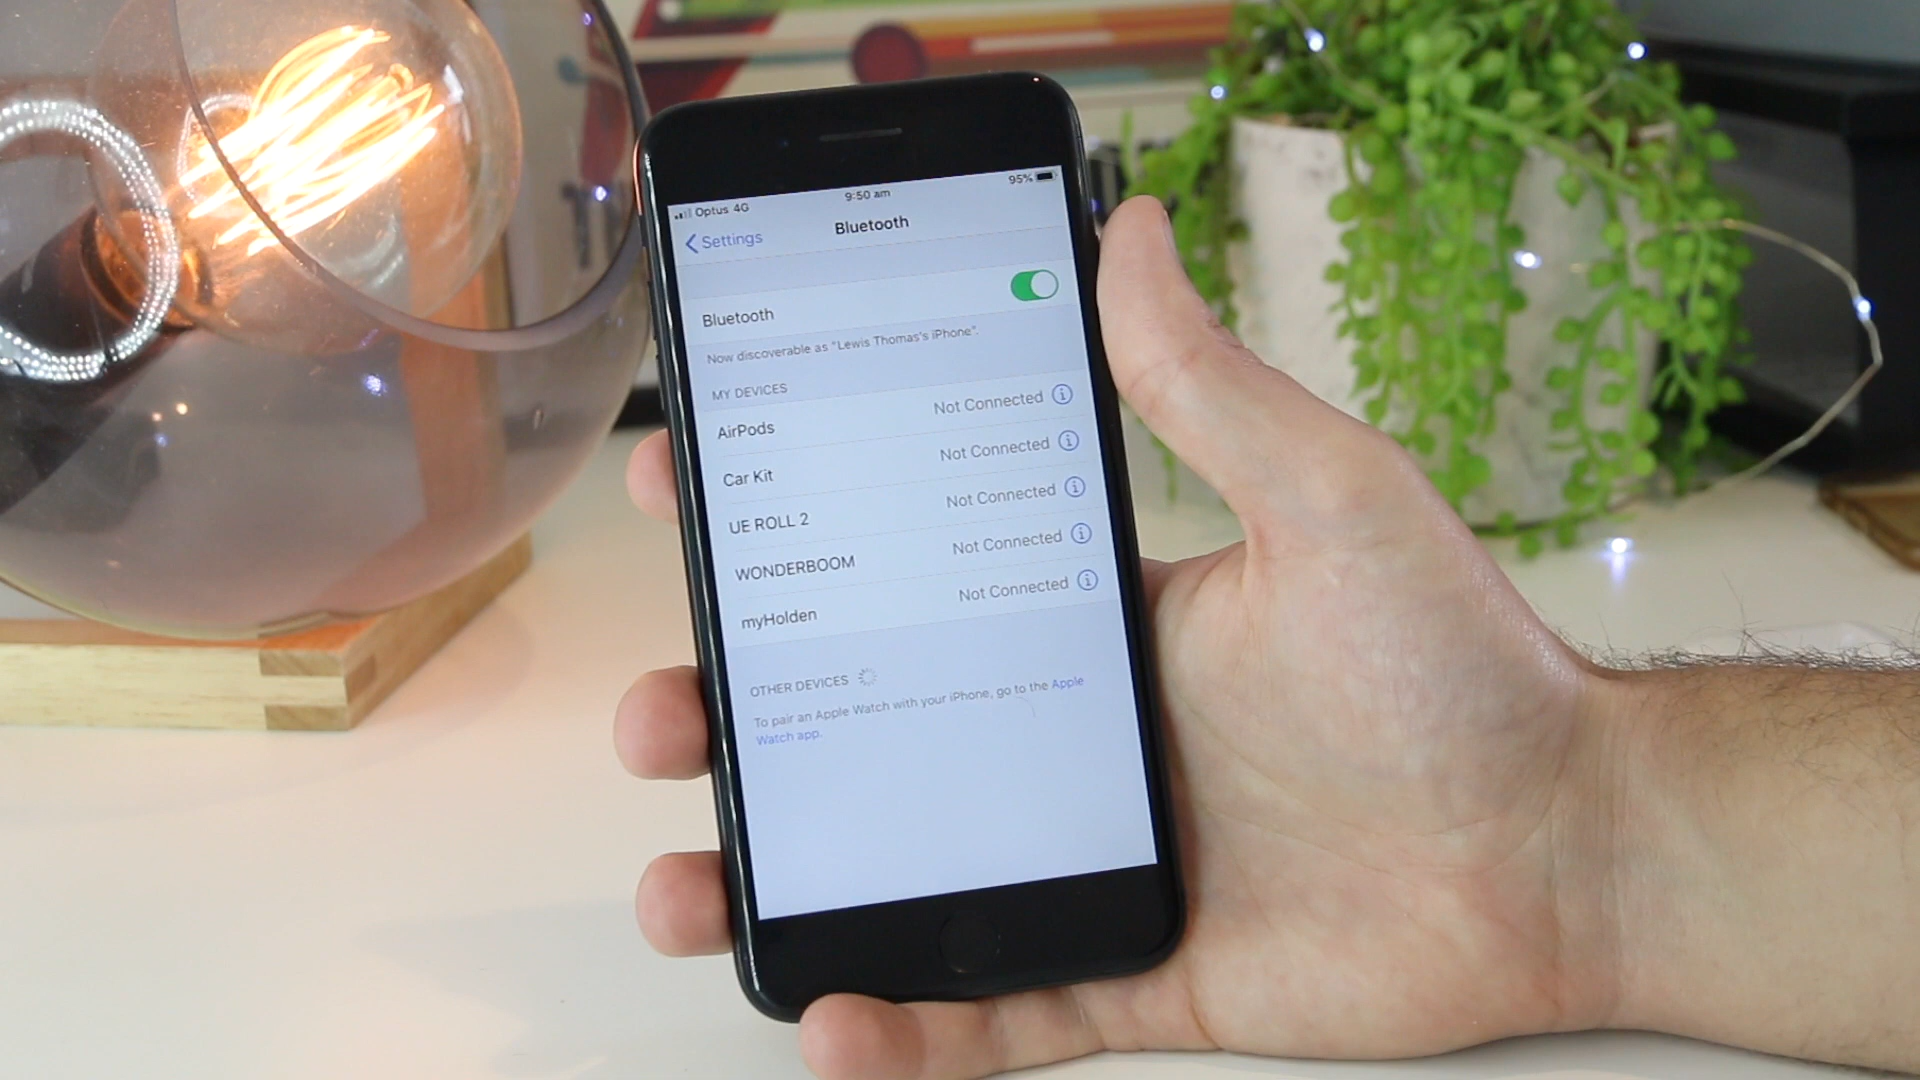 Optus 4G 9:50 am 95%
Settings Bluetooth
Bluetooth
Now discoverable as "Lewis Thomas's iPhone".
MY DEVICES
AirPods Not Connected
Car Kit Not Connected
UE ROLL 2 Not Connected
WONDERBOOM Not Connected
myHolden Not Connected
OTHER DEVICES
To pair an Apple Watch with your iPhone, go to the Apple
Watch app.